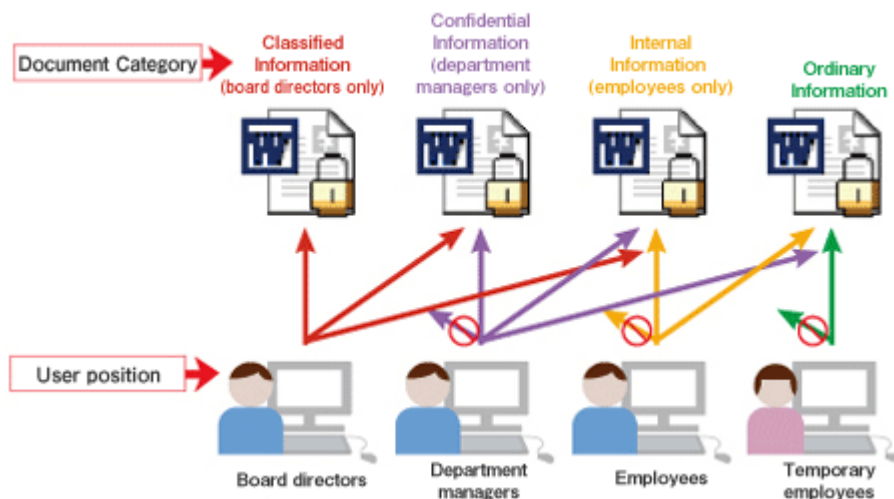 Document Category
Classified
Information
(board directors only)
Confidential
Information
(department
managers only)
Internal
Information
(employees only)
Ordinary
Information
W
W
W
W
User position
Board directors
Department
managers
Employees
Temporary
employees